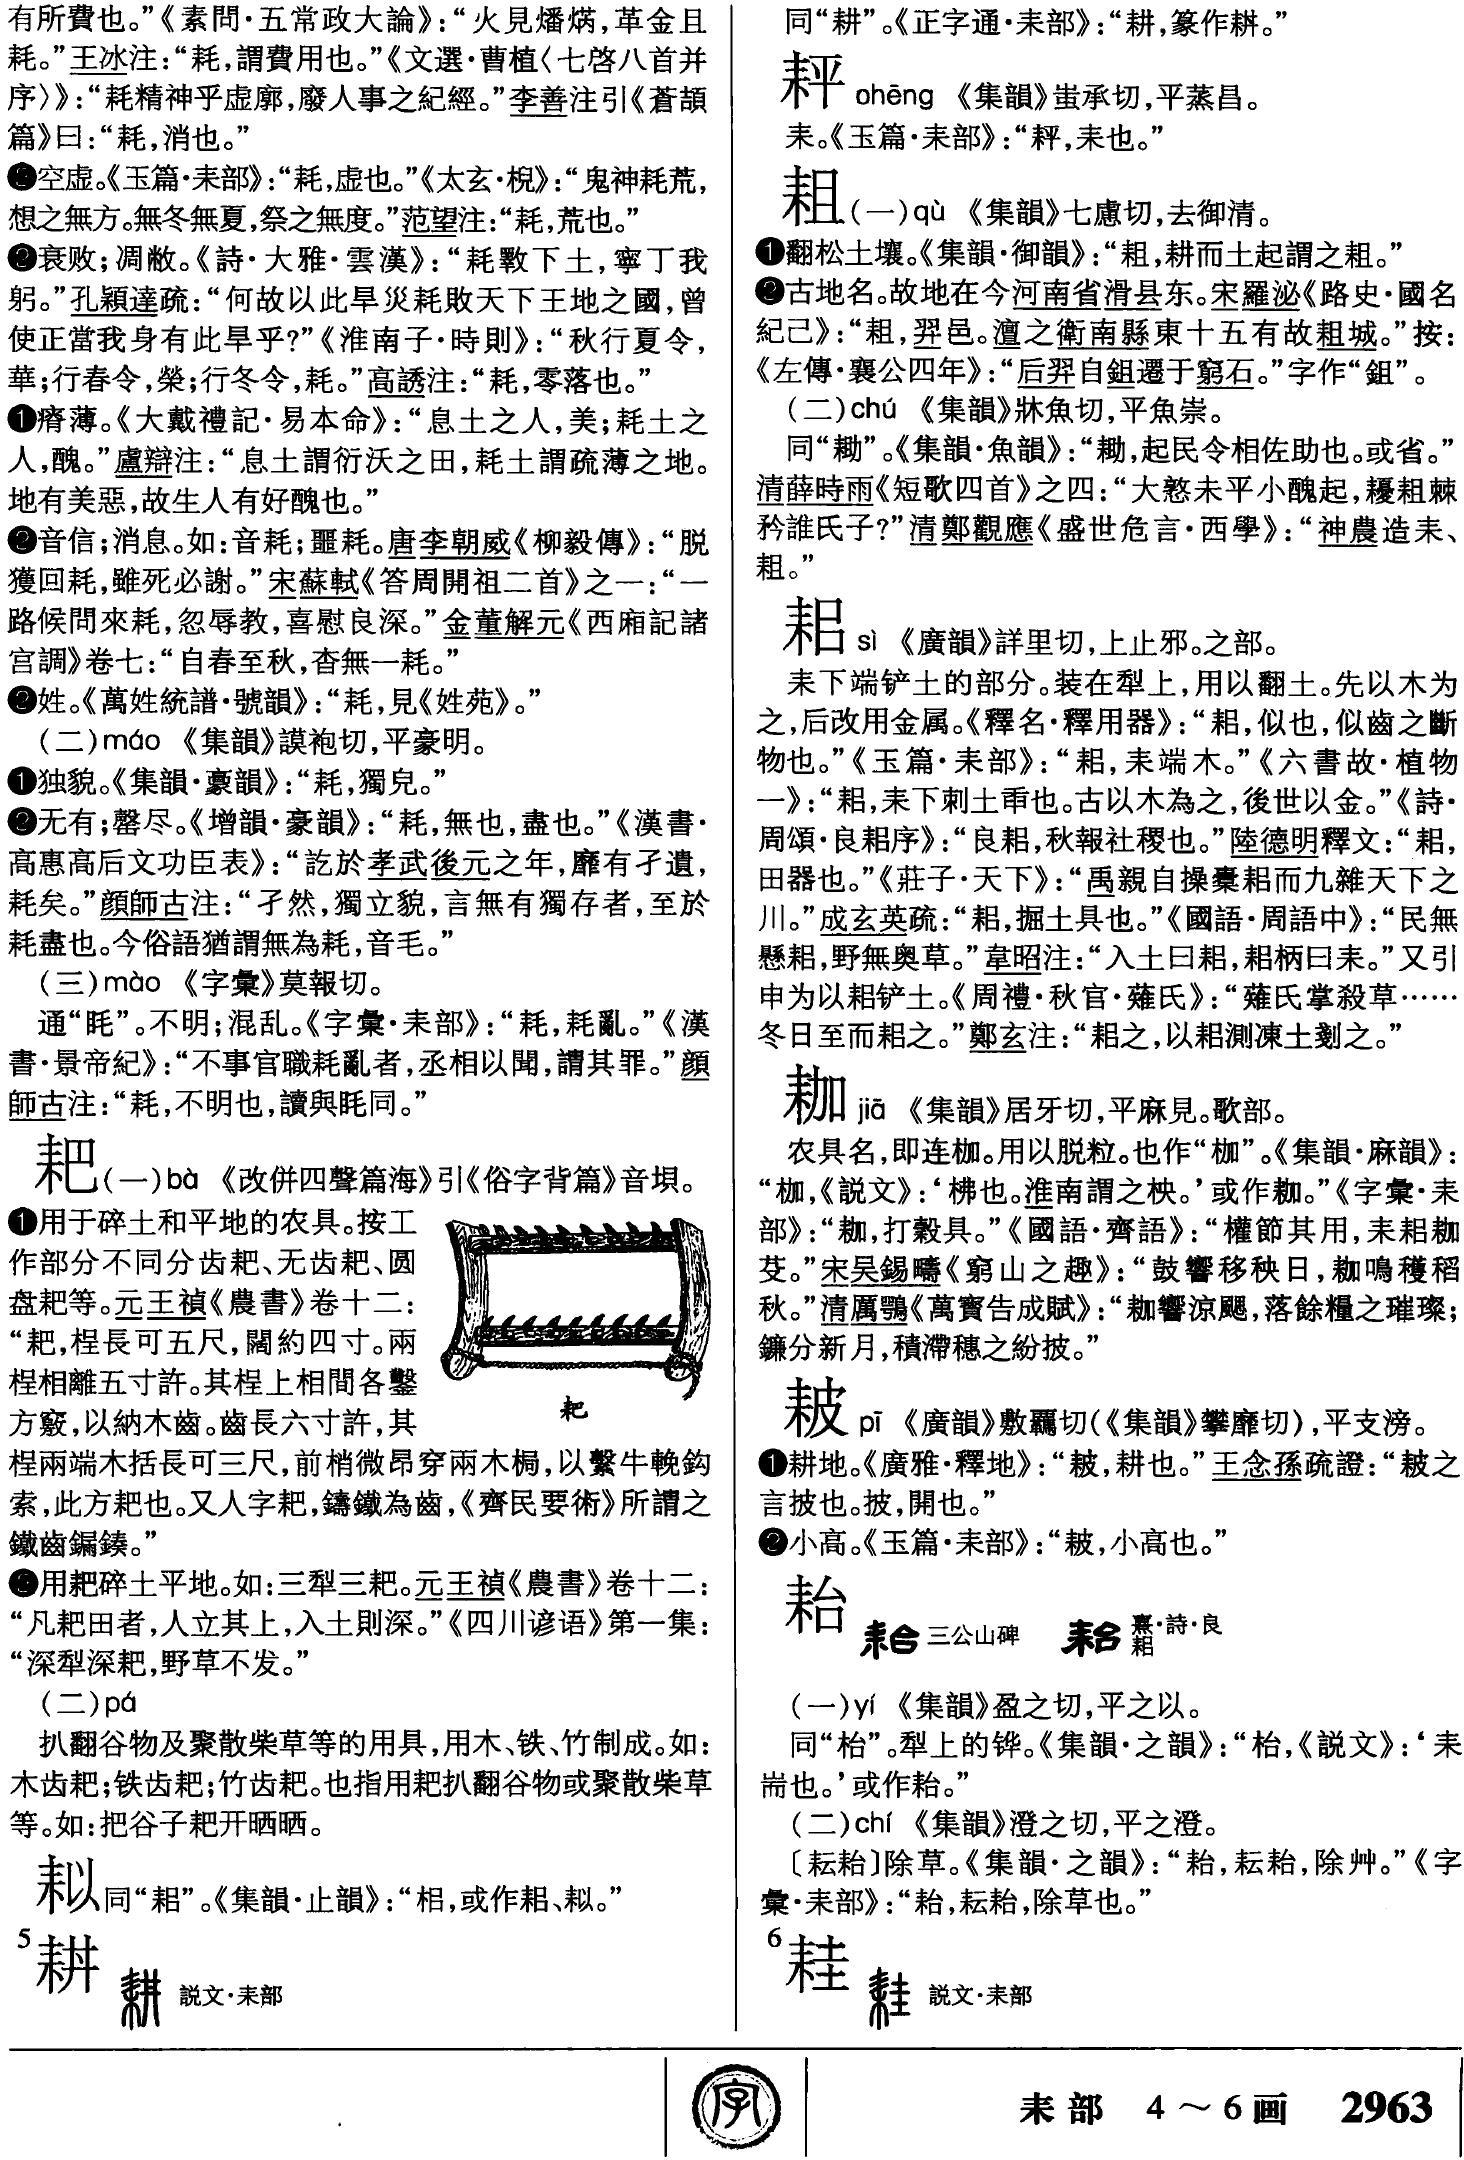 有所費也。”《素問·五常政大論》：“火見燔焫，革金且
耗。”王冰注：“耗，謂費用也。”《文選·曹植〈七啓八首并
序〉》：“耗精神乎虚廓，廢人事之紀經。”李善注引《蒼頡
篇》曰：“耗，消也。”
空虚。《玉篇·耒部》：“耗，虚也。”《太玄·棿》：“鬼神耗荒，
想之無方。無冬無夏，祭之無度。”范望注：“耗，荒也。”
❷衰败；凋敝。《詩·大雅·雲漢》：“耗斁下土，寧丁我
躬。”孔穎達疏：“何故以此旱災耗敗天下王地之國，曾
使正當我身有此旱乎？”《淮南子·時則》：“秋行夏令，
華；行春令，榮；行冬令，耗。”高誘注：“耗，零落也。”
❶瘠薄。《大戴禮記·易本命》：“息土之人，美；耗土之
人，醜。”盧辯注：“息土謂衍沃之田，耗土謂疏薄之地。
地有美惡，故生人有好醜也。”
❷音信；消息。如：音耗；噩耗。唐李朝威《柳毅傳》：“脱
獲回耗，雖死必謝。”宋蘇軾《答周開祖二首》之一：“一
路候問來耗，忽辱教，喜慰良深。”金董解元《西廂記諸
宫調》卷七：“自春至秋，杳無一耗。”
❷姓。《萬姓統譜·號韻》：“耗，見《姓苑》。”
（二）máo 《集韻》謨袍切，平豪明。
❶独貌。《集韻·豪韻》：“耗，獨皃。”
❷无有；罄尽。《增韻·豪韻》：“耗，無也，盡也。”《漢書·
高惠高后文功臣表》：“訖於孝武後元之年，靡有孑遺，
耗矣。”顔師古注：“孑然，獨立貌，言無有獨存者，至於
耗盡也。今俗語猶謂無為耗，音毛。”
（三）mào 《字彙》莫報切。
通“眊”。不明；混乱。《字彙·耒部》：“耗，耗亂。”《漢
書·景帝紀》：“不事官職耗亂者，丞相以聞，請其罪。”顔
師古注：“耗，不明也，讀與眊同。”
耙（一）bà 《改併四聲篇海》引《俗字背篇》音垻。
❶用于碎土和平地的农具。按工
作部分不同分齿耙、无齿耙、圆
盘耙等。元王禎《農書》卷十二：
“耙，桯長可五尺，闊約四寸。兩
桯相離五寸許。其桯上相間各鑿
方竅，以納木齒。齒長六寸許，其
耙
桯兩端木括長可三尺，前梢微昂穿兩木梮，以繫牛輓鈎
索，此方耙也。又人字耙，鑄鐵為齒，《齊民要術》所謂之
鐵齒𨫒楱。”
用耙碎土平地。如：三犁三耙。元王禎《農書》卷十二：
“凡耙田者，人立其上，入土則深。”《四川谚语》第一集：
“深犁深耙，野草不发。”
（二）pá
扒翻谷物及聚散柴草等的用具，用木、铁、竹制成。如：
木齿耙；铁齿耙；竹齿耙。也指用耙扒翻谷物或聚散柴草
等。如：把谷子耙开晒晒。
耛同“耜”。《集韻·止韻》：“梠，或作耜、耛。”
5 耕 説文·耒部
同“耕”。《正字通·耒部》：“耕，篆作畊。”
𦓬 ohēng 《集韻》蚩承切，平蒸昌。
耒。《玉篇·耒部》：“𦓬，耒也。”
耝（一）qù 《集韻》七慮切，去御清。
❶翻松土壤。《集韻·御韻》：“耝，耕而土起謂之耝。”
❷古地名。故地在今河南省滑县东。宋羅泌《路史·國名
紀己》：“耝，羿邑。澶之衛南縣東十五有故耝城。”按：
《左傳·襄公四年》：“后羿自鉏遷于窮石。”字作“鉏”。
（二）chú 《集韻》牀魚切，平魚崇。
同“耡”。《集韻·魚韻》：“耡，起民令相佐助也。或省。”
清薛時雨《短歌四首》之四：“大憝未平小醜起，耰耝棘
矜誰氏子？”清鄭觀應《盛世危言·西學》：“神農造耒、
耝。”
耜 sì 《廣韻》詳里切，上止邪。之部。
耒下端铲土的部分。装在犁上，用以翻土。先以木为
之，后改用金属。《釋名·釋用器》：“耜，似也，似齒之斷
物也。”《玉篇·耒部》：“耜，耒端木。”《六書故·植物
一》：“耜，耒下刺土臿也。古以木為之，後世以金。”《詩·
周頌·良耜序》：“良耜，秋報社稷也。”陸德明釋文：“耜，
田器也。”《莊子·天下》：“禹親自操橐耜而九雜天下之
川。”成玄英疏：“耜，掘土具也。”《國語·周語中》：“民無
懸耜，野無奥草。”韋昭注：“入土曰耜，耜柄曰耒。”又引
申为以耜铲土。《周禮·秋官·薙氏》：“薙氏掌殺草……
冬日至而耜之。”鄭玄注：“耜之，以耜測凍土剗之。”
耞 jiā 《集韻》居牙切，平麻見。歌部。
农具名，即连枷。用以脱粒。也作“枷”。《集韻·麻韻》：
“枷，《説文》：‘柫也。淮南謂之柍。’或作耞。”《字彙·耒
部》：“耞，打穀具。”《國語·齊語》：“權節其用，耒耜耞
芟。”宋吴錫疇《窮山之趣》：“鼓響移秧日，耞鳴穫稻
秋。”清厲鶚《萬寳告成賦》：“耞響涼颸，落餘糧之璀璨；
鐮分新月，積滯穗之紛披。”
耚 pī 《廣韻》敷羈切（《集韻》攀靡切），平支滂。
❶耕地。《廣雅·釋地》：“耚，耕也。”王念孫疏證：“耚之
言披也。披，開也。”
❷小高。《玉篇·耒部》：“耚，小高也。”
耛 三公山碑 熹·詩·良耜
（一）yí 《集韻》盈之切，平之以。
同“枱”。犁上的铧。《集韻·之韻》：“枱，《説文》：‘耒
耑也。’或作耛。”
（二）chí 《集韻》澄之切，平之澄。
〔耘耛〕除草。《集韻·之韻》：“耛，耘耛，除艸。”《字
彙·耒部》：“耛，耘耛，除草也。”
6 耒圭 説文·耒部
字
耒部 4～6画 2963